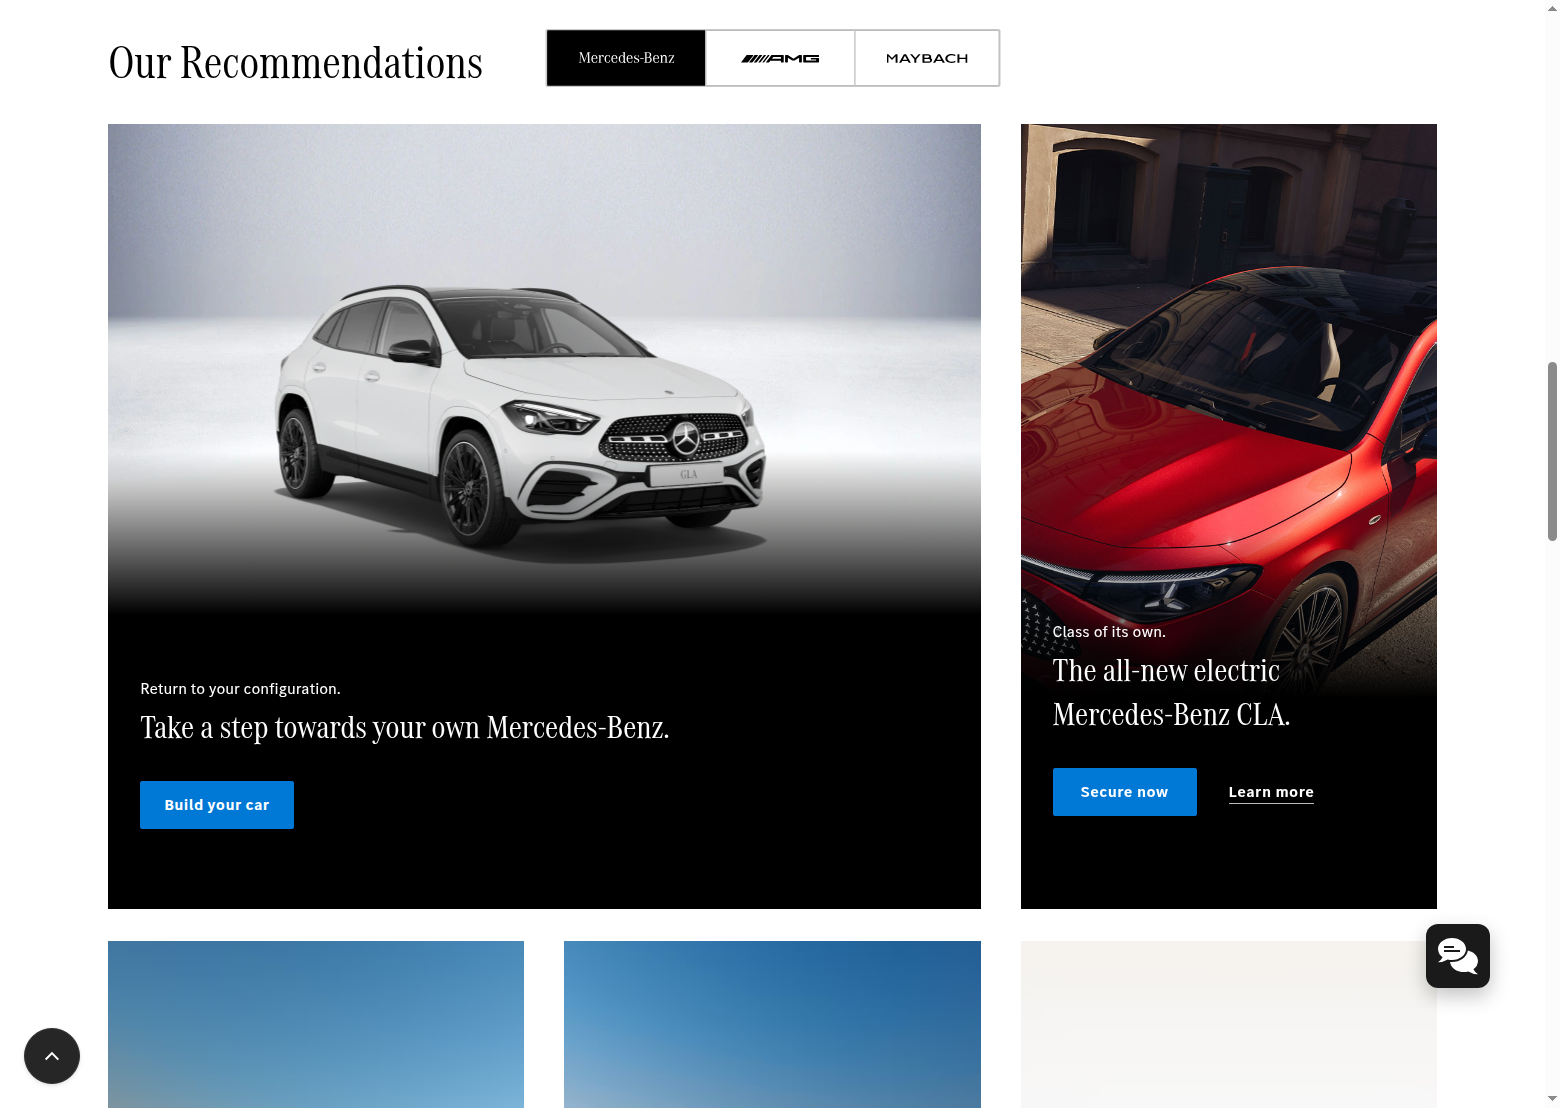 Our Recommendations
Mercedes-Benz
AMG
MAYBACH
GLA
Return to your configuration.
Take a step towards your own Mercedes-Benz.
Build your car
Class of its own.
The all-new electric
Mercedes-Benz CLA.
Secure now
Learn more